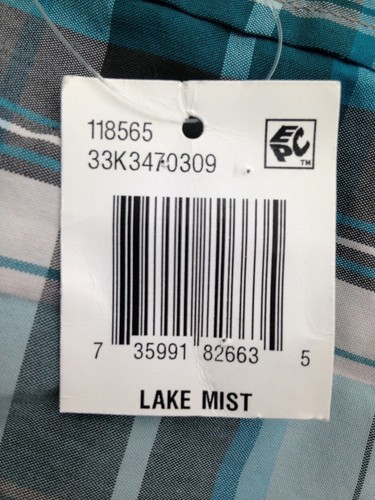 118565
EPC
TM
33K3470309
7 35991 82663 5
LAKE MIST